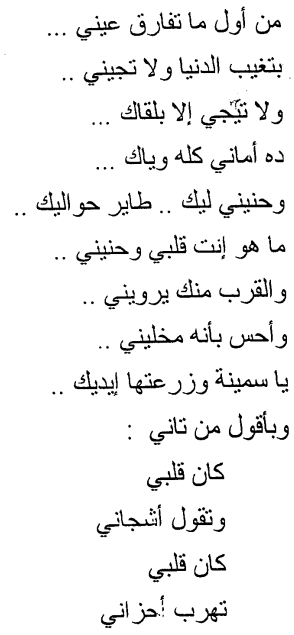 من أول ما تفارق عيني ...
بتغيب الدنيا ولا تجيني ..
ولا تيجي إلا بلقاك ...
ده أماني كله وياك ...
وحنيني ليك .. طاير حواليك ..
ما هو إنت قلبي وحنيني ..
والقرب منك يرويني ..
وأحس بأنه مخليني ..
يا سمينة وزرعتها إيديك ..
وبأقول من تاني :
كان قلبي
وتقول أشجاني
كان قلبي
تهرب أحزاني